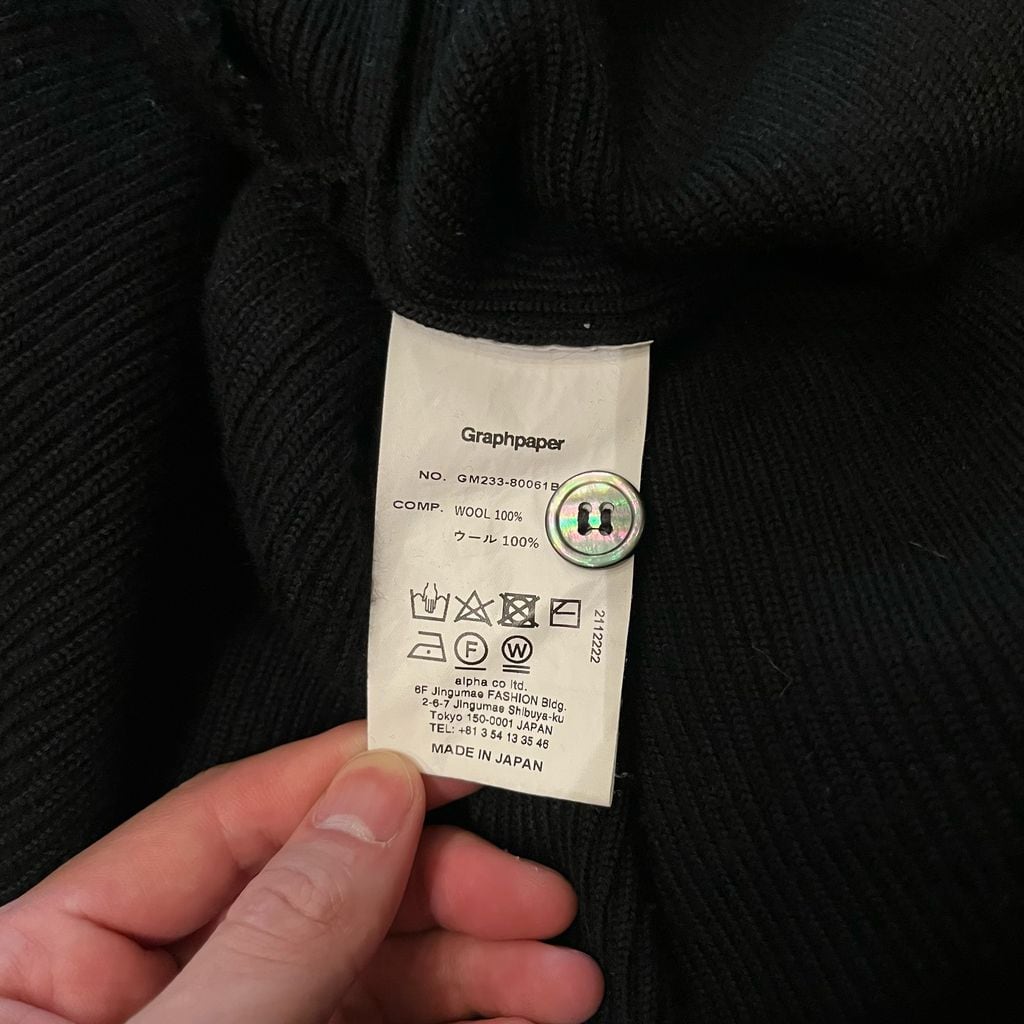 Graphpaper
NO. GM233-80061B
COMP. WOOL 100%
ウール 100%
2112222
F W
alpha co ltd.
6F Jingumae FASHION Bldg.
2-6-7 Jingumae Shibuya-ku
Tokyo 150-0001 JAPAN
TEL: +81 3 54 13 35 46
MADE IN JAPAN